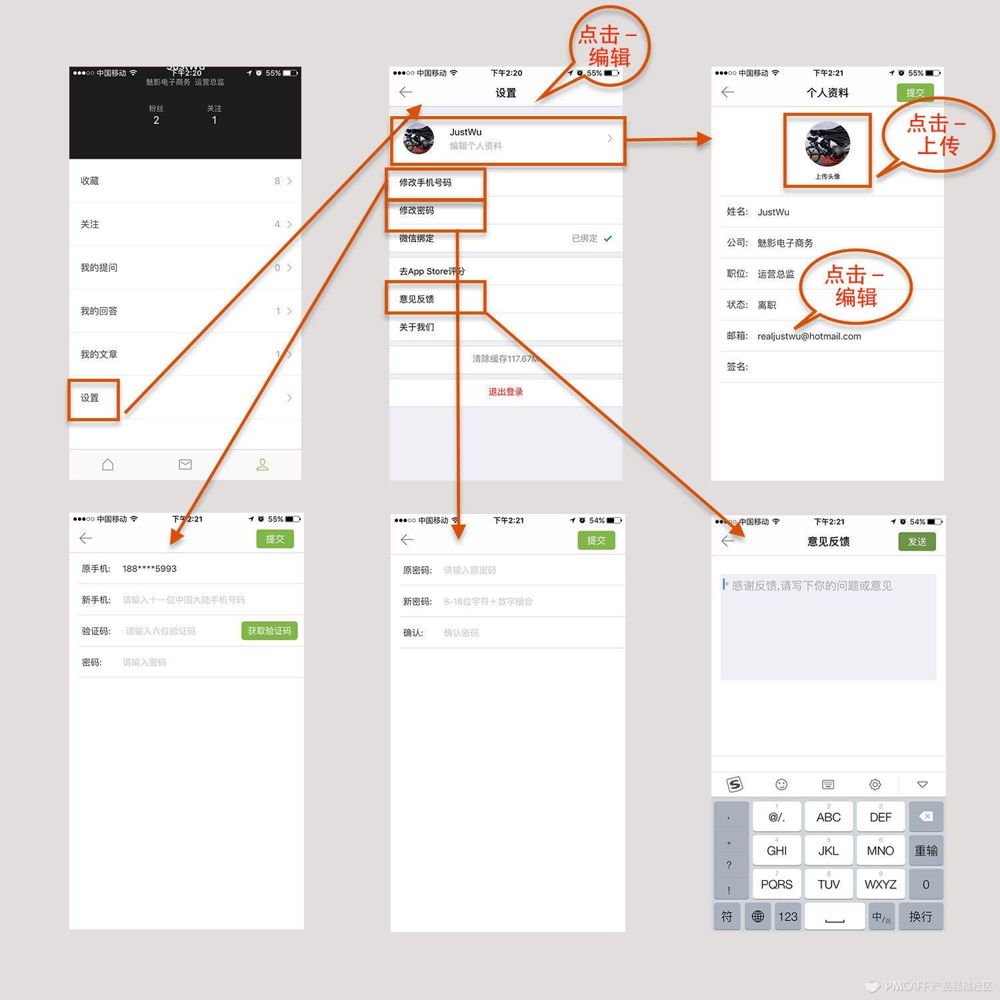 点击 –
编辑
●●●○○ 中国移动 下午2:20 55%
JustWu
魅影电子商务 运营总监
粉丝 关注
2 1
收藏 8
关注 4
我的提问 0
我的回答 1
我的文章 1
设置
●●●○○ 中国移动 下午2:20 55%
设置
JustWu
编辑个人资料
修改手机号码
修改密码
微信绑定 已绑定
去App Store评分
意见反馈
关于我们
清除缓存117.67M
退出登录
●●●○○ 中国移动 下午2:21 55%
个人资料 提交
点击 –
上传
上传头像
姓名: JustWu
公司: 魅影电子商务
职位: 运营总监
点击 –
编辑
状态: 离职
邮箱: realjustwu@hotmail.com
签名:
●●●○○ 中国移动 下午2:21 55%
提交
原手机: 188****5993
新手机: 请输入十一位中国大陆手机号码
验证码: 请输入六位验证码 获取验证码
密码: 请输入密码
●●●○○ 中国移动 下午2:21 54%
提交
原密码: 请输入原密码
新密码: 8-16位字符＋数字组合
确认: 确认密码
●●●○○ 中国移动 下午2:21 54%
意见反馈 发送
* 感谢反馈,请写下你的问题或意见
S
, 1 @/. 2 ABC 3 DEF
。 4 GHI 5 JKL 6 MNO 重输
?
! 7 PQRS 8 TUV 9 WXYZ 0
符 123 中/英 换行
PMCAFF 产品经理社区